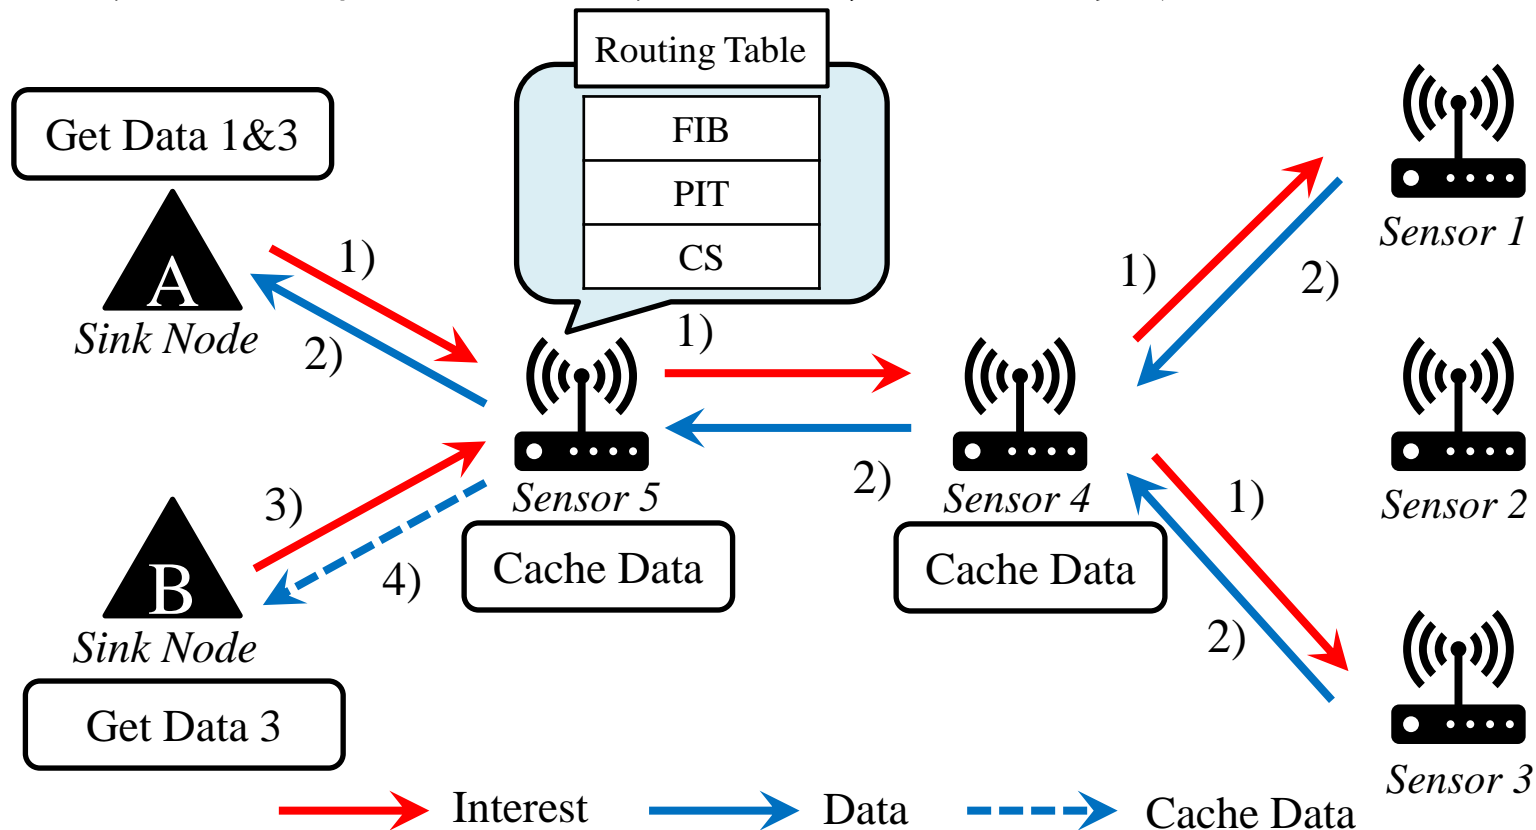 Routing Table
FIB
PIT
CS
Get Data 1&3
A
Sink Node
1)
2)
1)
2)
Sensor 5
Cache Data
Sensor 4
Cache Data
1)
2)
Sensor 1
Sensor 2
1)
2)
Sensor 3
3)
4)
B
Sink Node
Get Data 3
Interest
Data
Cache Data